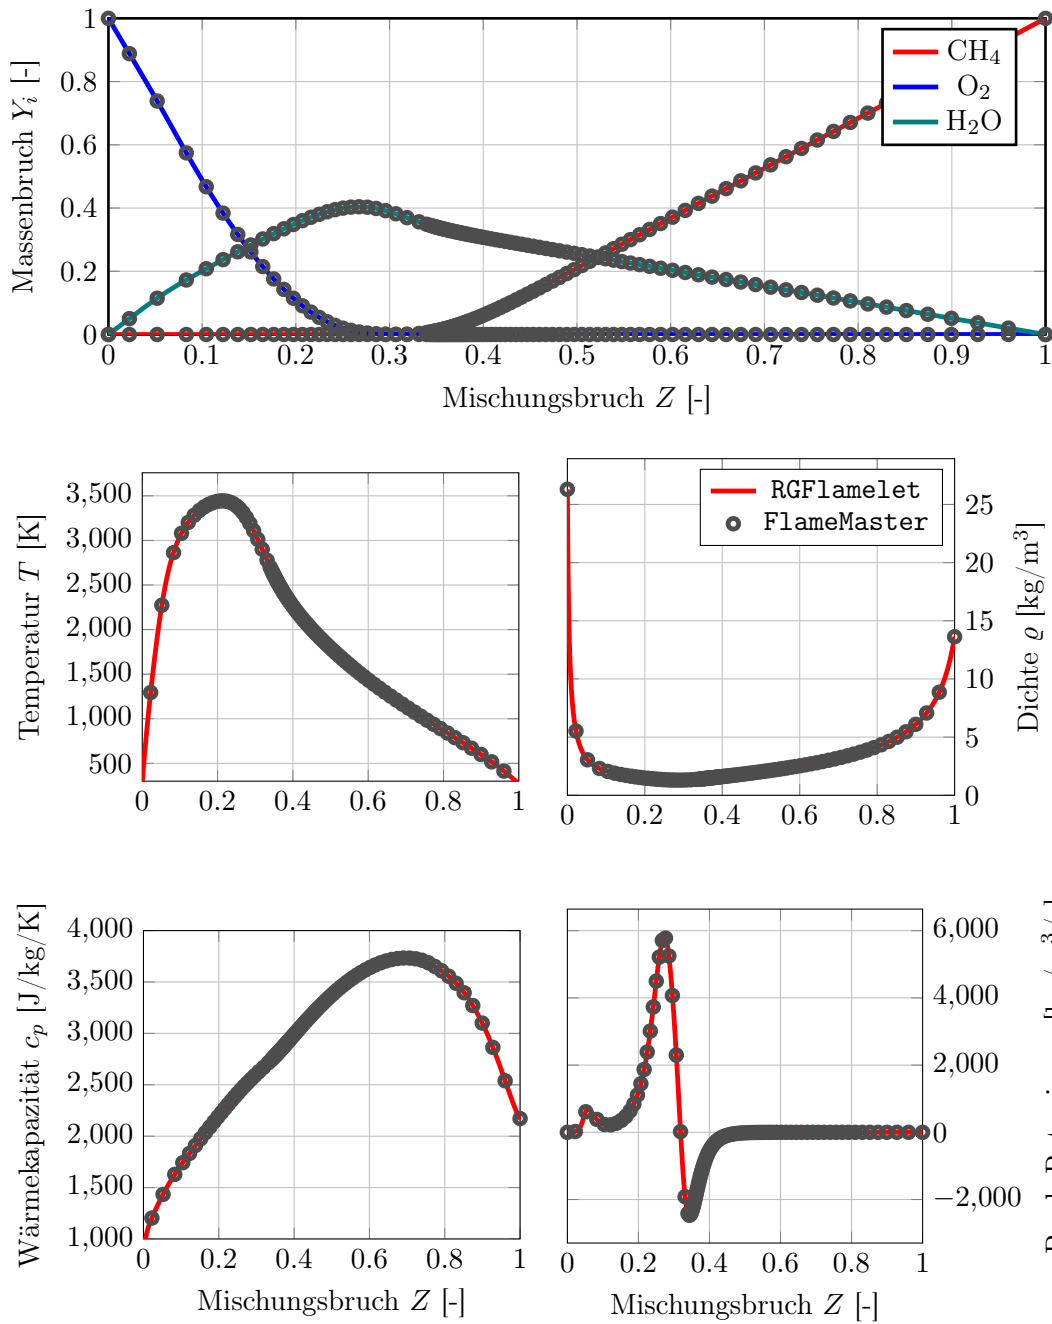 Massenbruch Y_i [-]
1
0.8
0.6
0.4
0.2
0
0 0.1 0.2 0.3 0.4 0.5 0.6 0.7 0.8 0.9 1
Mischungsbruch Z [-]
CH₄
O₂
H₂O
Temperatur T [K]
3,500
3,000
2,500
2,000
1,500
1,000
500
0 0.2 0.4 0.6 0.8 1
RGFlamelet
FlameMaster
25
20
15
10
5
0
0 0.2 0.4 0.6 0.8 1
Dichte ϱ [kg/m³]
Wärmekapazität c_p [J/kg/K]
4,000
3,500
3,000
2,500
2,000
1,500
1,000
0 0.2 0.4 0.6 0.8 1
Mischungsbruch Z [-]
6,000
4,000
2,000
0
−2,000
0 0.2 0.4 0.6 0.8 1
Mischungsbruch Z [-]